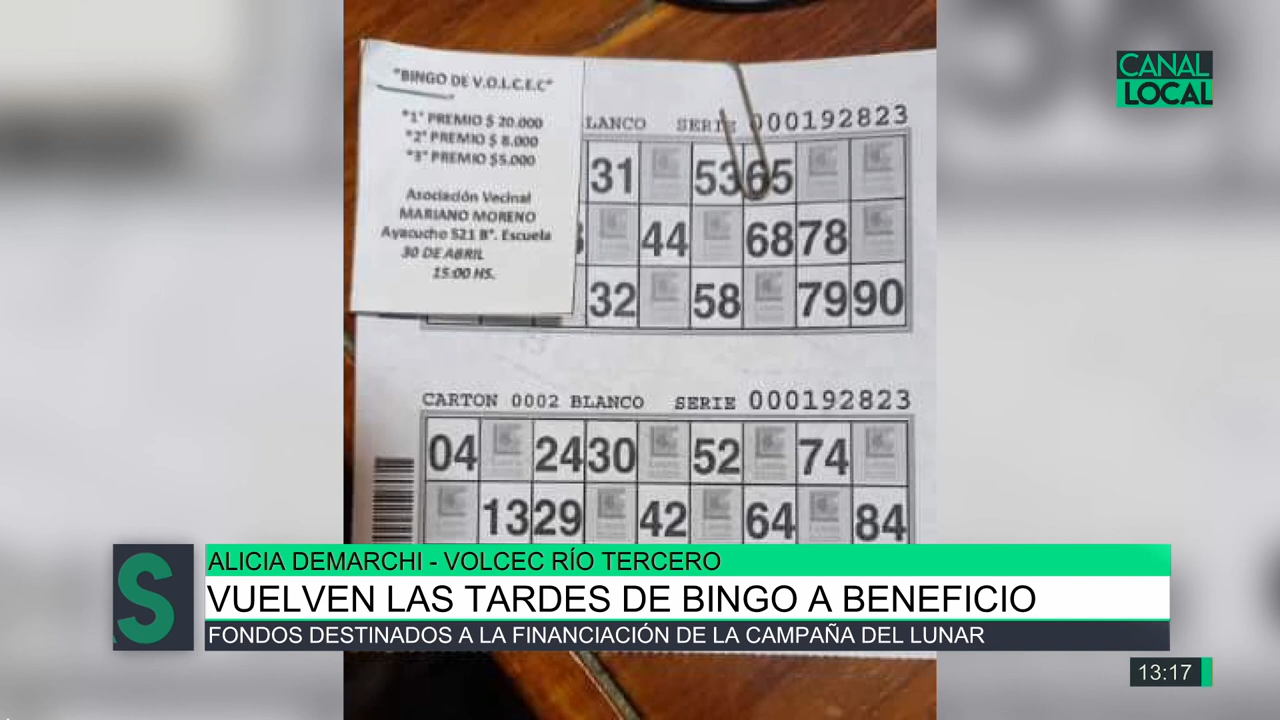 CANAL
LOCAL
"BINGO DE V.O.L.C.E.C"
*1° PREMIO $ 20.000
*2° PREMIO $ 8.000
*3° PREMIO $5.000
Asociación Vecinal
MARIANO MORENO
Ayacucho 521 B°. Escuela
30 DE ABRIL
15:00 HS.
LANCO SERIE 000192823
31 53 65
44 68 78
32 58 79 90
CARTON 0002 BLANCO SERIE 000192823
04 24 30 52 74
13 29 42 64 84
S
ALICIA DEMARCHI - VOLCEC RÍO TERCERO
VUELVEN LAS TARDES DE BINGO A BENEFICIO
FONDOS DESTINADOS A LA FINANCIACIÓN DE LA CAMPAÑA DEL LUNAR
13:17